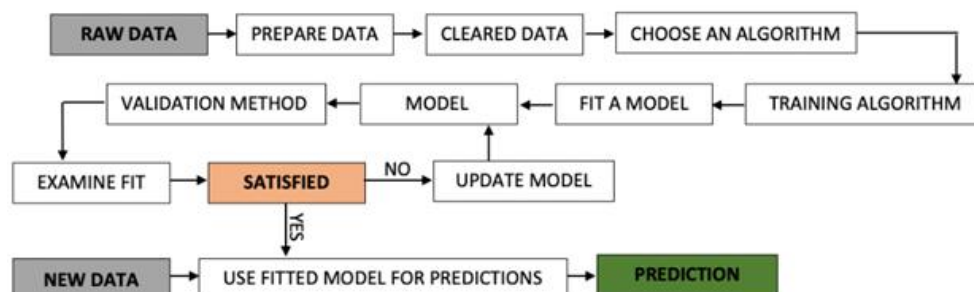 RAW DATA
PREPARE DATA
CLEARED DATA
CHOOSE AN ALGORITHM
VALIDATION METHOD
MODEL
FIT A MODEL
TRAINING ALGORITHM
EXAMINE FIT
SATISFIED
NO
UPDATE MODEL
YES
NEW DATA
USE FITTED MODEL FOR PREDICTIONS
PREDICTION